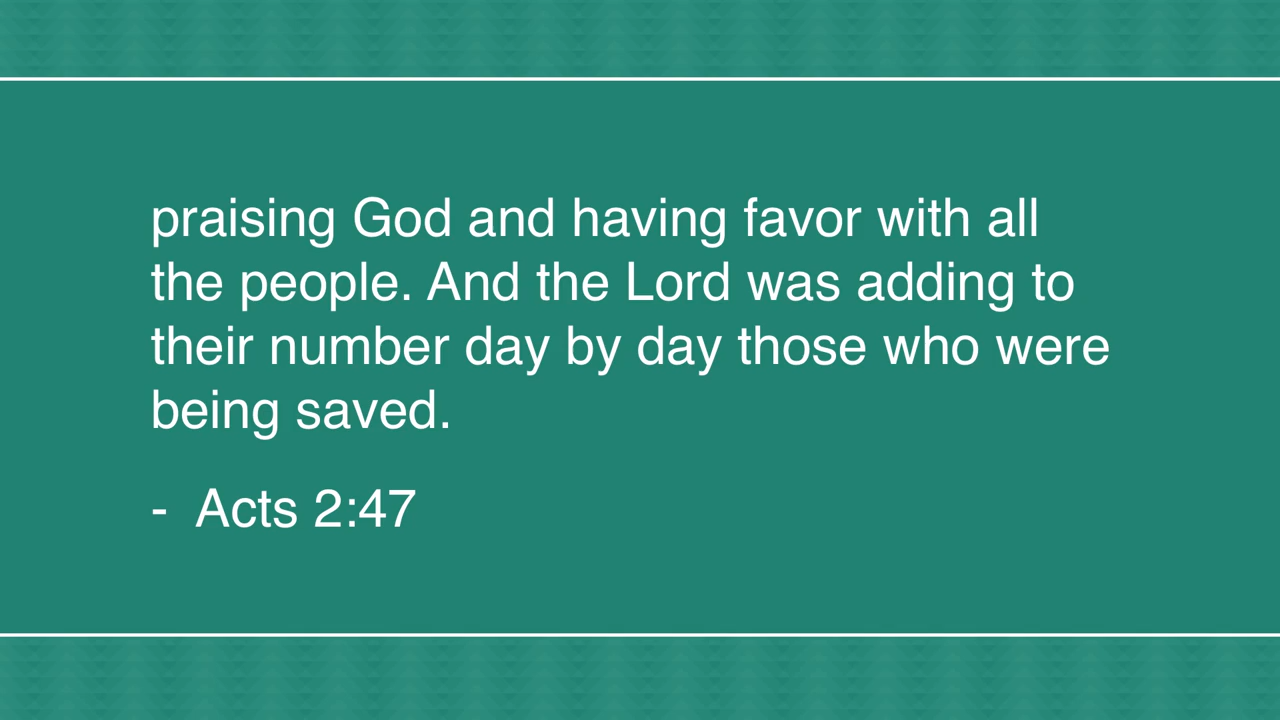 praising God and having favor with all
the people. And the Lord was adding to
their number day by day those who were
being saved.
- Acts 2:47